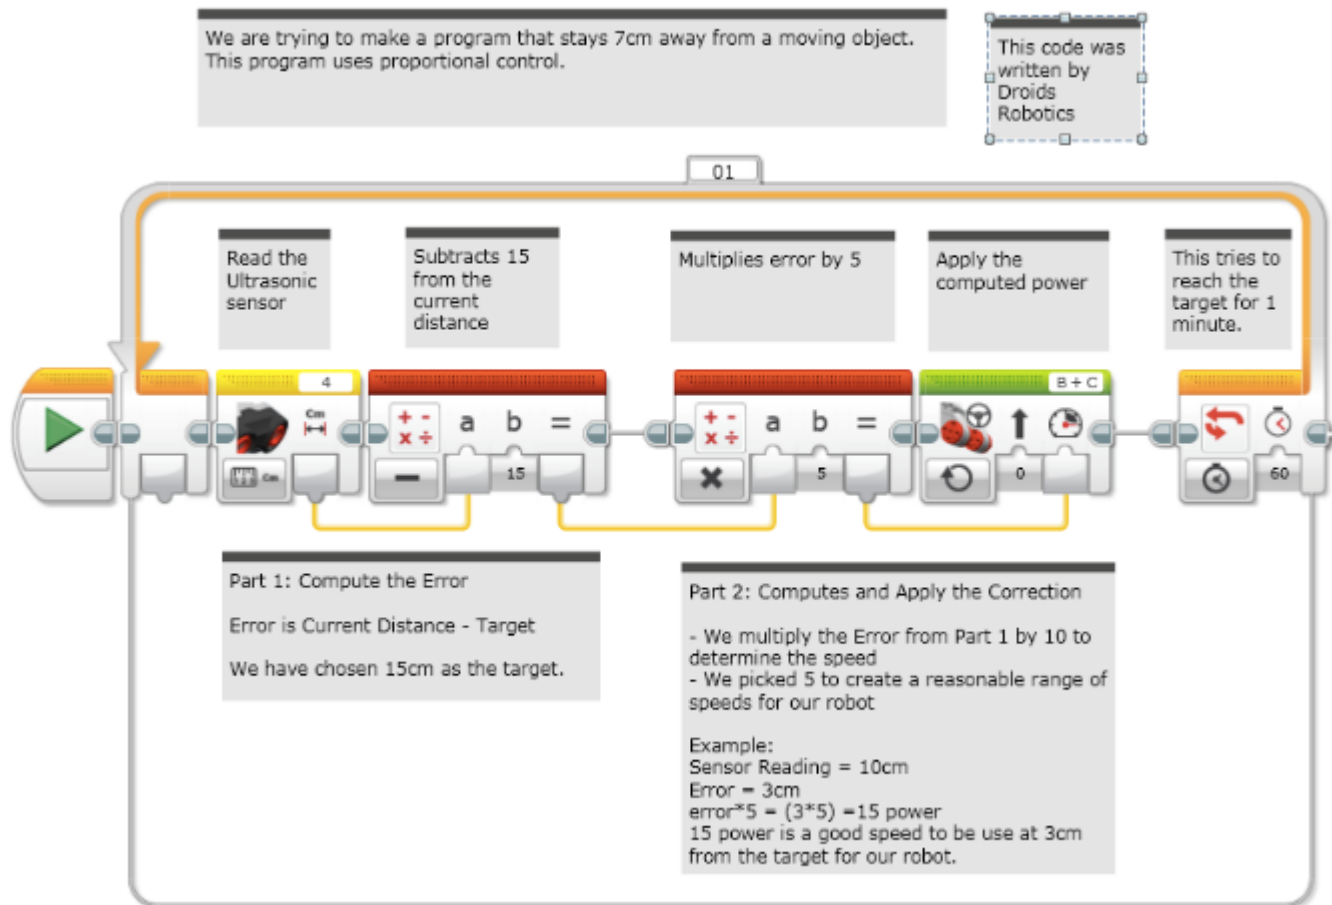 We are trying to make a program that stays 7cm away from a moving object.
This program uses proportional control.
This code was
written by
Droids
Robotics
01
Read the
Ultrasonic
sensor
Subtracts 15
from the
current
distance
Multiplies error by 5
Apply the
computed power
This tries to
reach the
target for 1
minute.
4
Cm
Cm
a b =
15
a b =
5
B + C
0
60
Part 1: Compute the Error
Error is Current Distance - Target
We have chosen 15cm as the target.
Part 2: Computes and Apply the Correction
- We multiply the Error from Part 1 by 10 to
determine the speed
- We picked 5 to create a reasonable range of
speeds for our robot
Example:
Sensor Reading = 10cm
Error = 3cm
error*5 = (3*5) =15 power
15 power is a good speed to be use at 3cm
from the target for our robot.